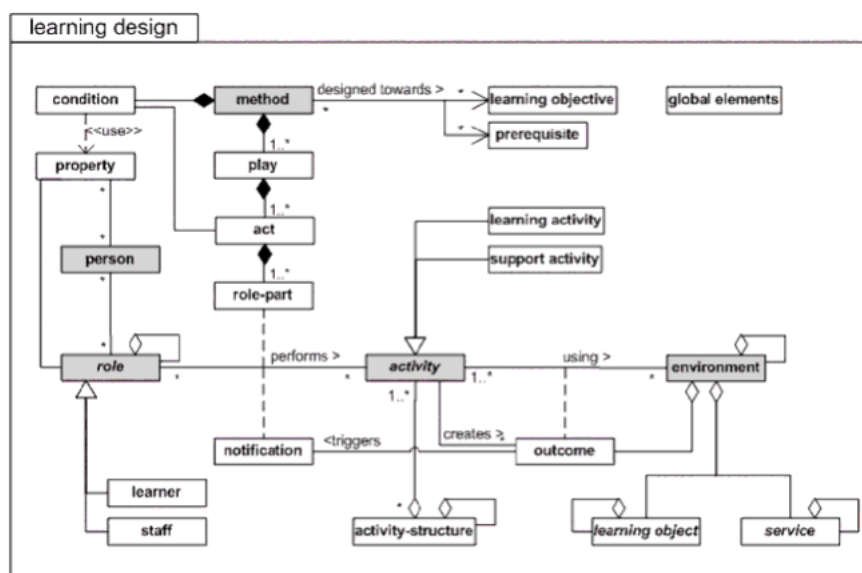 learning design
condition
method
designed towards >
*
*
learning objective
global elements
<<use>>
*
prerequisite
1..*
property
play
*
1..*
learning activity
act
*
person
support activity
*
1..*
role-part
*
performs >
using >
role
activity
environment
*
*
1..*
*
1..*
notification
<triggers
creates >
*
outcome
learner
*
staff
activity-structure
learning object
service